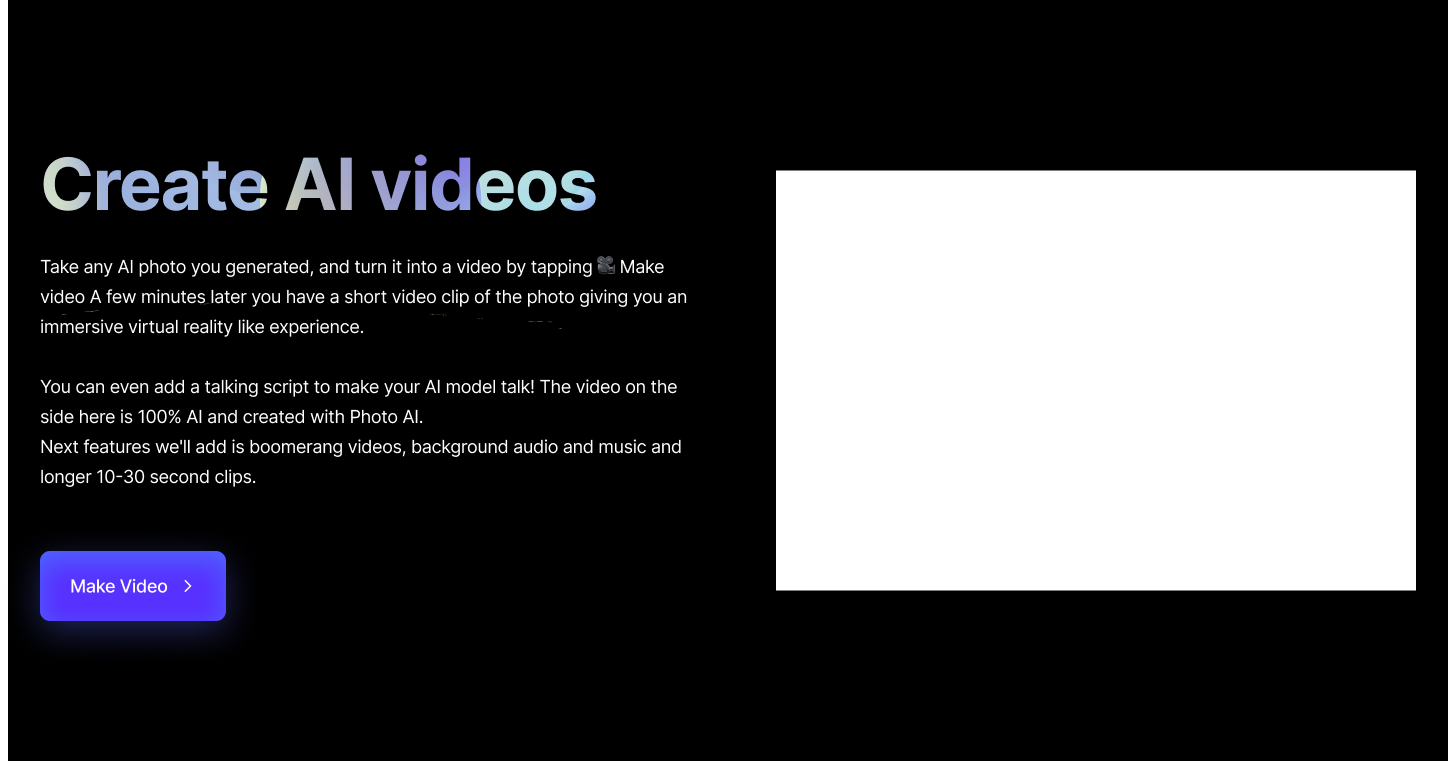 Create AI videos
Take any AI photo you generated, and turn it into a video by tapping 🎥 Make
video A few minutes later you have a short video clip of the photo giving you an
immersive virtual reality like experience.
You can even add a talking script to make your AI model talk! The video on the
side here is 100% AI and created with Photo AI.
Next features we'll add is boomerang videos, background audio and music and
longer 10-30 second clips.
Make Video